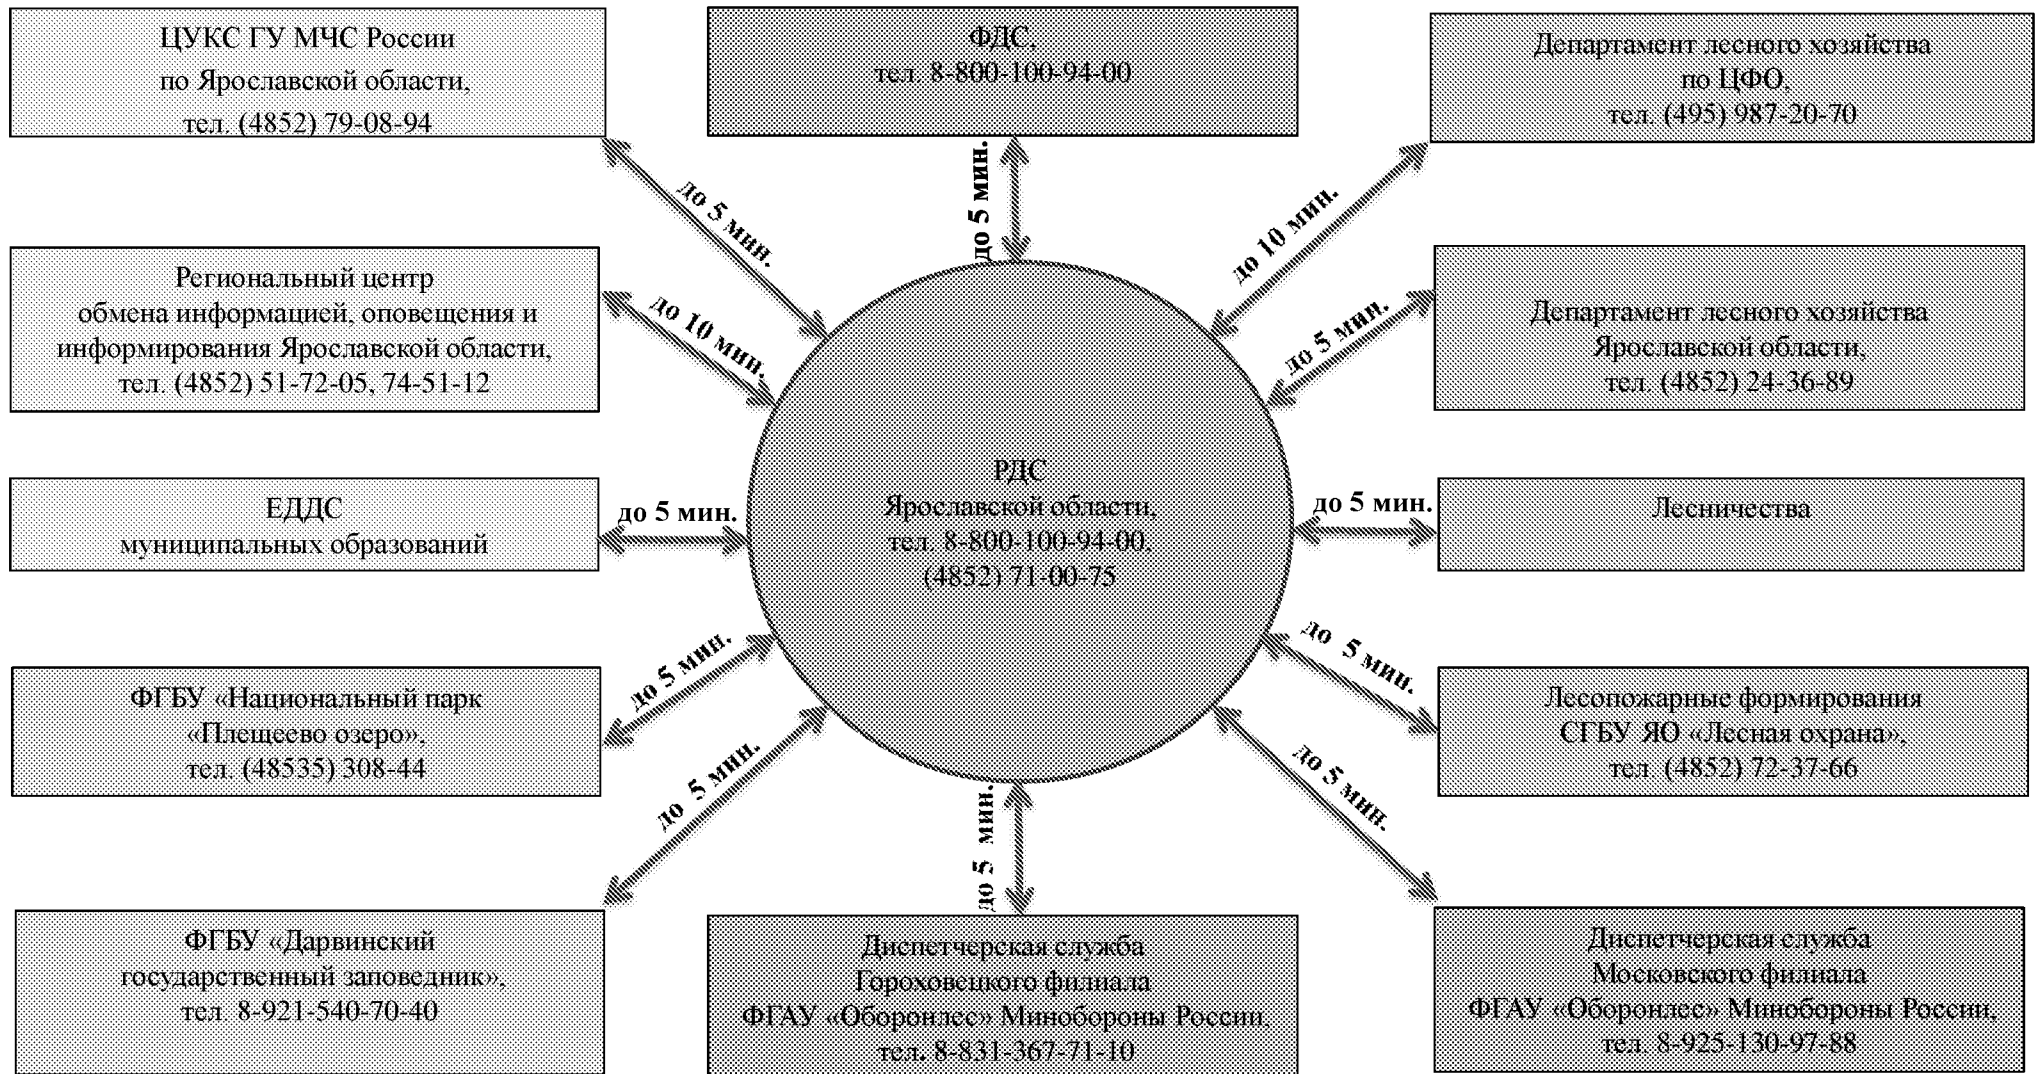 ЦУКС ГУ МЧС России
по Ярославской области,
тел. (4852) 79-08-94
ФДС,
тел. 8-800-100-94-00
Департамент лесного хозяйства
по ЦФО,
тел. (495) 987-20-70
до 5 мин.
до 5 мин.
до 10 мин.
Региональный центр
обмена информацией, оповещения и
информирования Ярославской области,
тел. (4852) 51-72-05, 74-51-12
до 10 мин.
до 5 мин.
Департамент лесного хозяйства
Ярославской области,
тел. (4852) 24-36-89
ЕДДС
муниципальных образований
до 5 мин.
РДС
Ярославской области,
тел. 8-800-100-94-00,
(4852) 71-00-75
до 5 мин.
Лесничества
ФГБУ «Национальный парк
«Плещеево озеро»,
тел. (48535) 308-44
до 5 мин.
до 5 мин.
Лесопожарные формирования
СГБУ ЯО «Лесная охрана»,
тел. (4852) 72-37-66
до 5 мин.
до 5 мин.
до 5 мин.
ФГБУ «Дарвинский
государственный заповедник»,
тел. 8-921-540-70-40
Диспетчерская служба
Гороховецкого филиала
ФГАУ «Оборонлес» Минобороны России,
тел. 8-831-367-71-10
Диспетчерская служба
Московского филиала
ФГАУ «Оборонлес» Минобороны России,
тел. 8-925-130-97-88